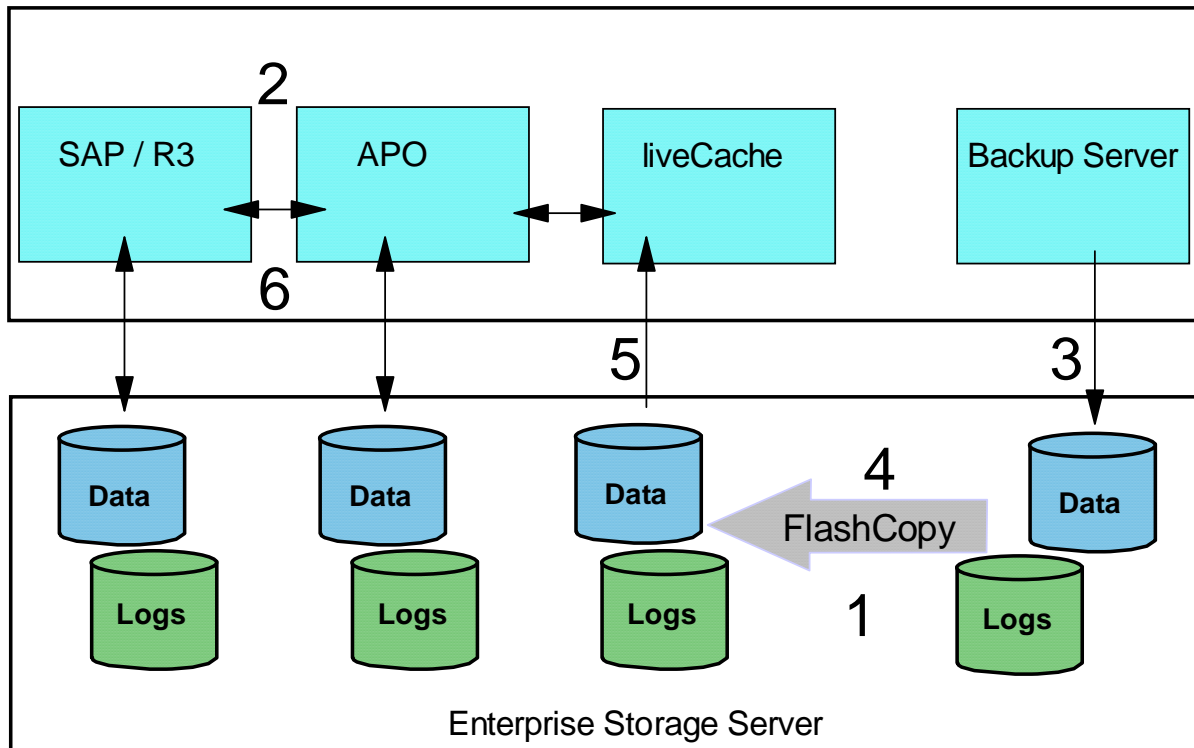 2
SAP / R3
APO
liveCache
Backup Server
6
5
3
Data
Data
Data
4
Data
FlashCopy
Logs
Logs
Logs
1
Logs
Enterprise Storage Server